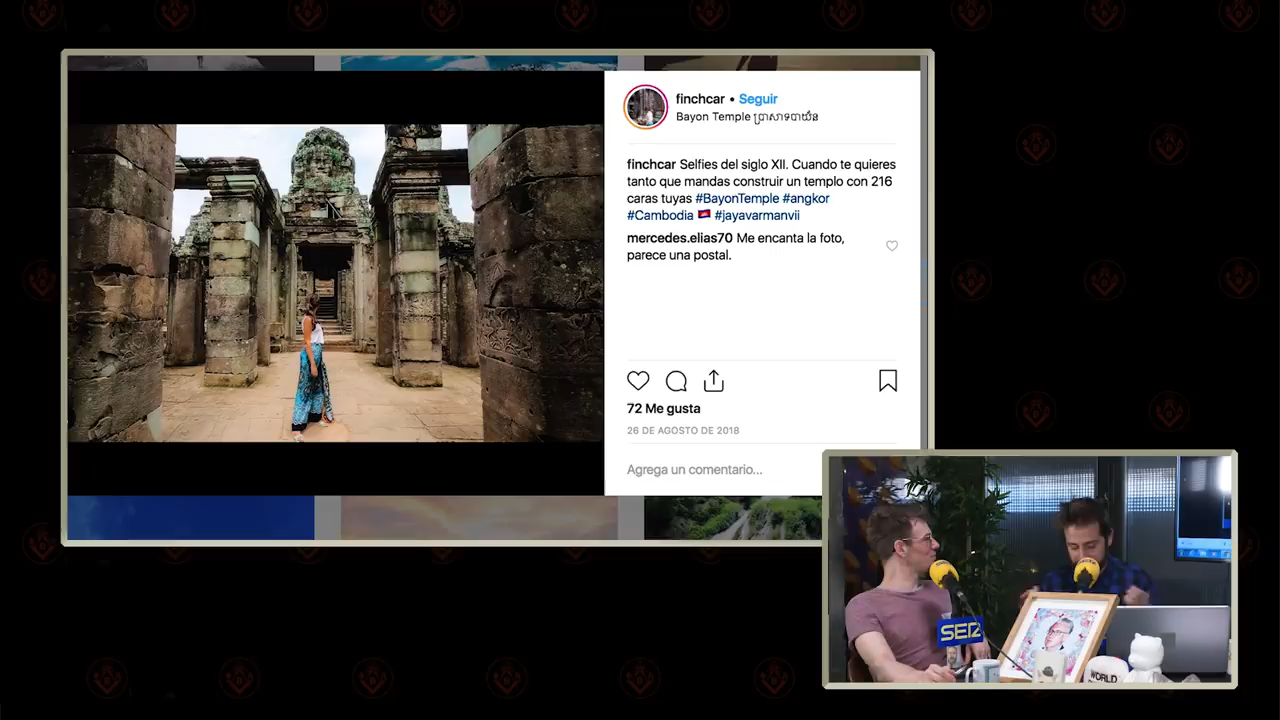 finchcar • Seguir
Bayon Temple ប្រាសាទបាយ័ន
finchcar Selfies del siglo XII. Cuando te quieres
tanto que mandas construir un templo con 216
caras tuyas #BayonTemple #angkor
#Cambodia 🇰🇭 #jayavarmanvii
mercedes.elias70 Me encanta la foto,
parece una postal.
72 Me gusta
26 DE AGOSTO DE 2018
Agrega un comentario...
SER
WORLD